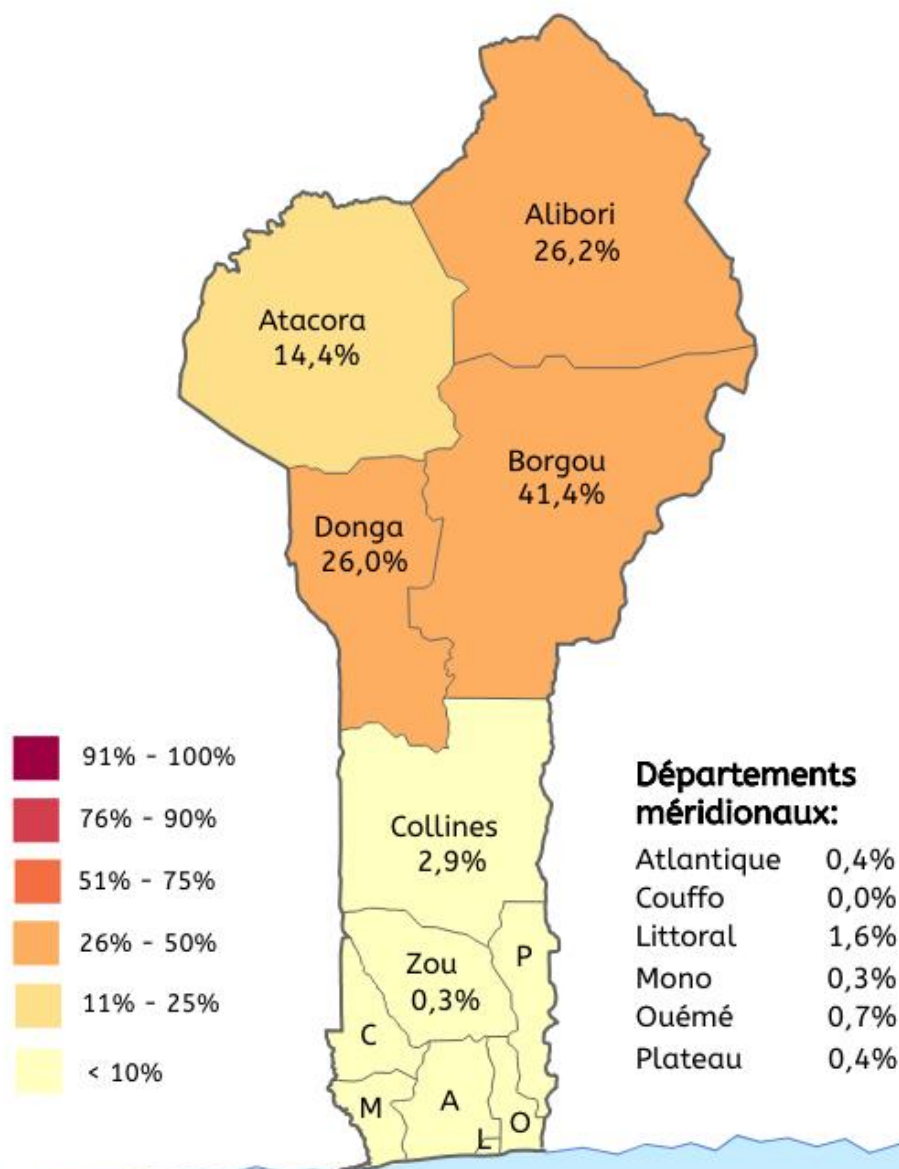 Alibori
26,2%
Atacora
14,4%
Borgou
41,4%
Donga
26,0%
Collines
2,9%
Zou
0,3%
P
C
M
A
L
O
91% - 100%
76% - 90%
51% - 75%
26% - 50%
11% - 25%
< 10%
Départements
méridionaux:
Atlantique 0,4%
Couffo 0,0%
Littoral 1,6%
Mono 0,3%
Ouémé 0,7%
Plateau 0,4%